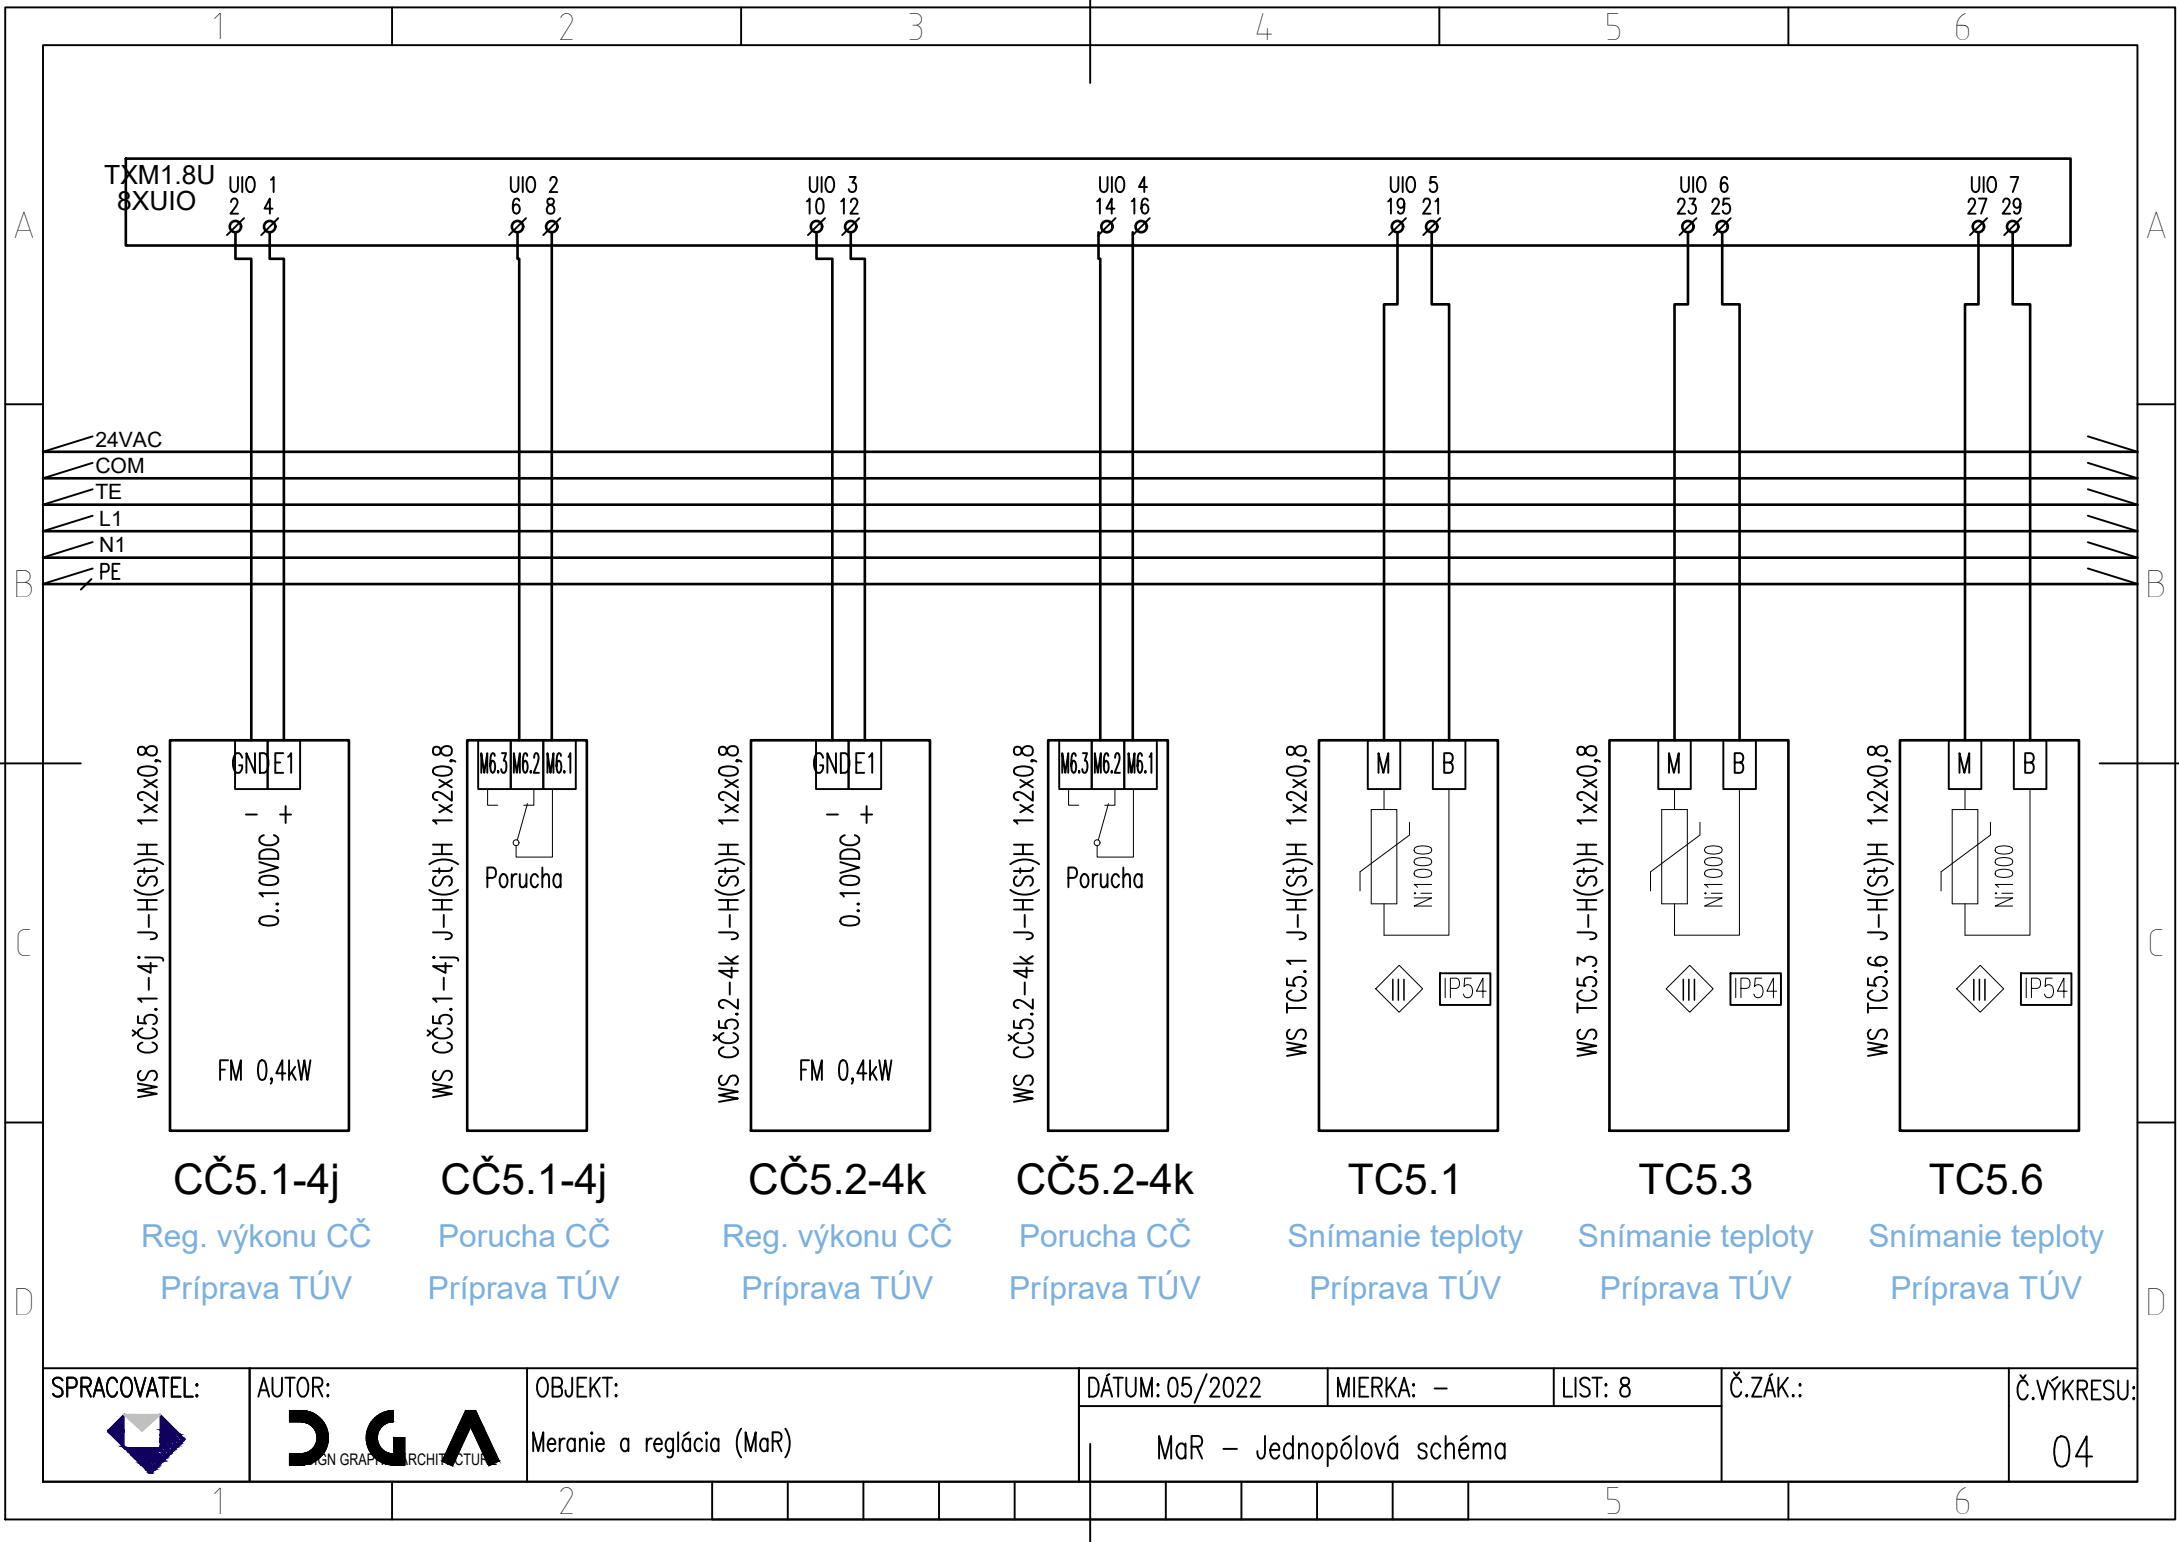 1 2 3 4 5 6
TXM1.8U
8XUIO
UIO 1 UIO 2 UIO 3 UIO 4 UIO 5 UIO 6 UIO 7
2 4 6 8 10 12 14 16 19 21 23 25 27 29
A A
24VAC
COM
TE
L1
N1
PE
B B
WS CČ5.1-4j J-H(St)H 1x2x0,8
GND E1
- +
0..10VDC
FM 0,4kW
WS CČ5.1-4j J-H(St)H 1x2x0,8
M6.3 M6.2 M6.1
Porucha
WS CČ5.2-4k J-H(St)H 1x2x0,8
GND E1
- +
0..10VDC
FM 0,4kW
WS CČ5.2-4k J-H(St)H 1x2x0,8
M6.3 M6.2 M6.1
Porucha
WS TC5.1 J-H(St)H 1x2x0,8
M B
Ni1000
III IP54
WS TC5.3 J-H(St)H 1x2x0,8
M B
Ni1000
III IP54
WS TC5.6 J-H(St)H 1x2x0,8
M B
Ni1000
III IP54
C C
CČ5.1-4j CČ5.1-4j CČ5.2-4k CČ5.2-4k TC5.1 TC5.3 TC5.6
Reg. výkonu CČ Porucha CČ Reg. výkonu CČ Porucha CČ Snímanie teploty Snímanie teploty Snímanie teploty
Príprava TÚV Príprava TÚV Príprava TÚV Príprava TÚV Príprava TÚV Príprava TÚV Príprava TÚV
D D
SPRACOVATEL:
AUTOR:
DGA
OBJEKT:
Meranie a reglácia (MaR)
DÁTUM: 05/2022
MIERKA: -
LIST: 8
MaR - Jednopólová schéma
Č.ZÁK.:
Č.VÝKRESU:
04
1 2 5 6